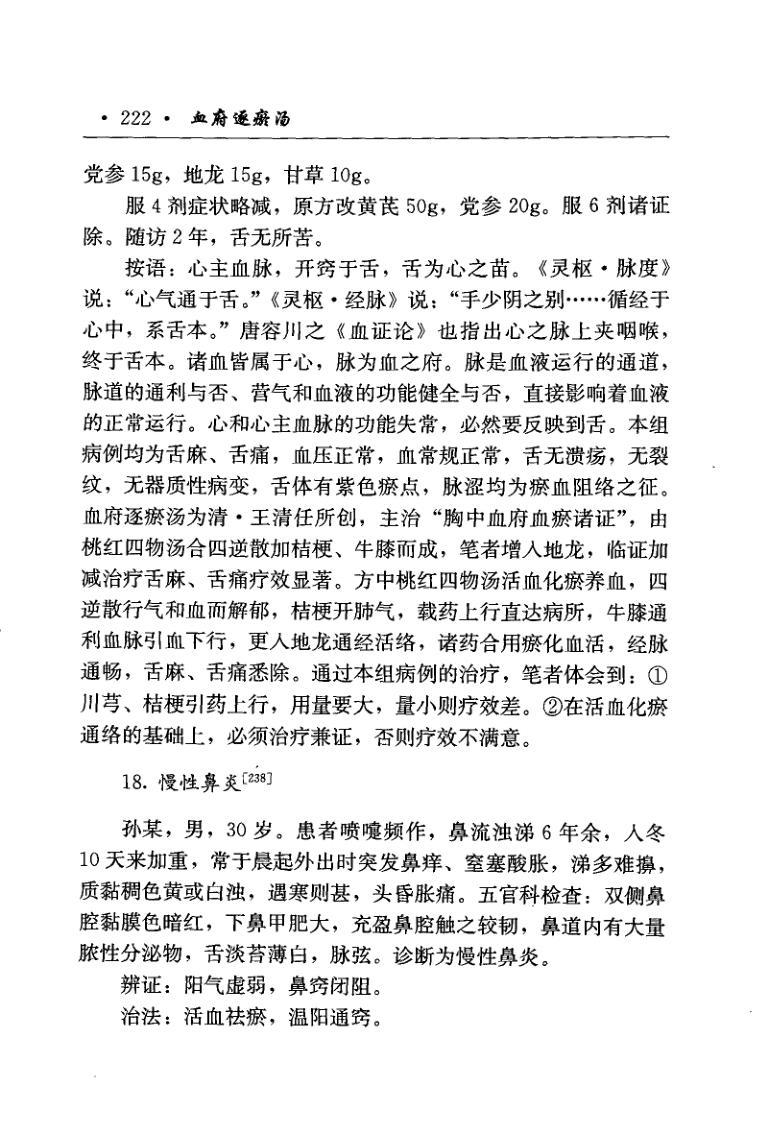 · 222 · 血府逐瘀汤
党参 15g，地龙 15g，甘草 10g。
服 4 剂症状略减，原方改黄芪 50g，党参 20g。服 6 剂诸证
除。随访 2 年，舌无所苦。
按语：心主血脉，开窍于舌，舌为心之苗。《灵枢·脉度》
说：“心气通于舌。”《灵枢·经脉》说：“手少阴之别……循经于
心中，系舌本。”唐容川之《血证论》也指出心之脉上夹咽喉，
终于舌本。诸血皆属于心，脉为血之府。脉是血液运行的通道，
脉道的通利与否、营气和血液的功能健全与否，直接影响着血液
的正常运行。心和心主血脉的功能失常，必然要反映到舌。本组
病例均为舌麻、舌痛，血压正常，血常规正常，舌无溃疡，无裂
纹，无器质性病变，舌体有紫色瘀点，脉涩均为瘀血阻络之征。
血府逐瘀汤为清·王清任所创，主治“胸中血府血瘀诸证”，由
桃红四物汤合四逆散加桔梗、牛膝而成，笔者增入地龙，临证加
减治疗舌麻、舌痛疗效显著。方中桃红四物汤活血化瘀养血，四
逆散行气和血而解郁，桔梗开肺气，载药上行直达病所，牛膝通
利血脉引血下行，更入地龙通经活络，诸药合用瘀化血活，经脉
通畅，舌麻、舌痛悉除。通过本组病例的治疗，笔者体会到：①
川芎、桔梗引药上行，用量要大，量小则疗效差。②在活血化瘀
通络的基础上，必须治疗兼证，否则疗效不满意。
18. 慢性鼻炎[238]
孙某，男，30 岁。患者喷嚏频作，鼻流浊涕 6 年余，入冬
10 天来加重，常于晨起外出时突发鼻痒、窒塞酸胀，涕多难擤，
质黏稠色黄或白浊，遇寒则甚，头昏胀痛。五官科检查：双侧鼻
腔黏膜色暗红，下鼻甲肥大，充盈鼻腔触之较韧，鼻道内有大量
脓性分泌物，舌淡苔薄白，脉弦。诊断为慢性鼻炎。
辨证：阳气虚弱，鼻窍闭阻。
治法：活血祛瘀，温阳通窍。